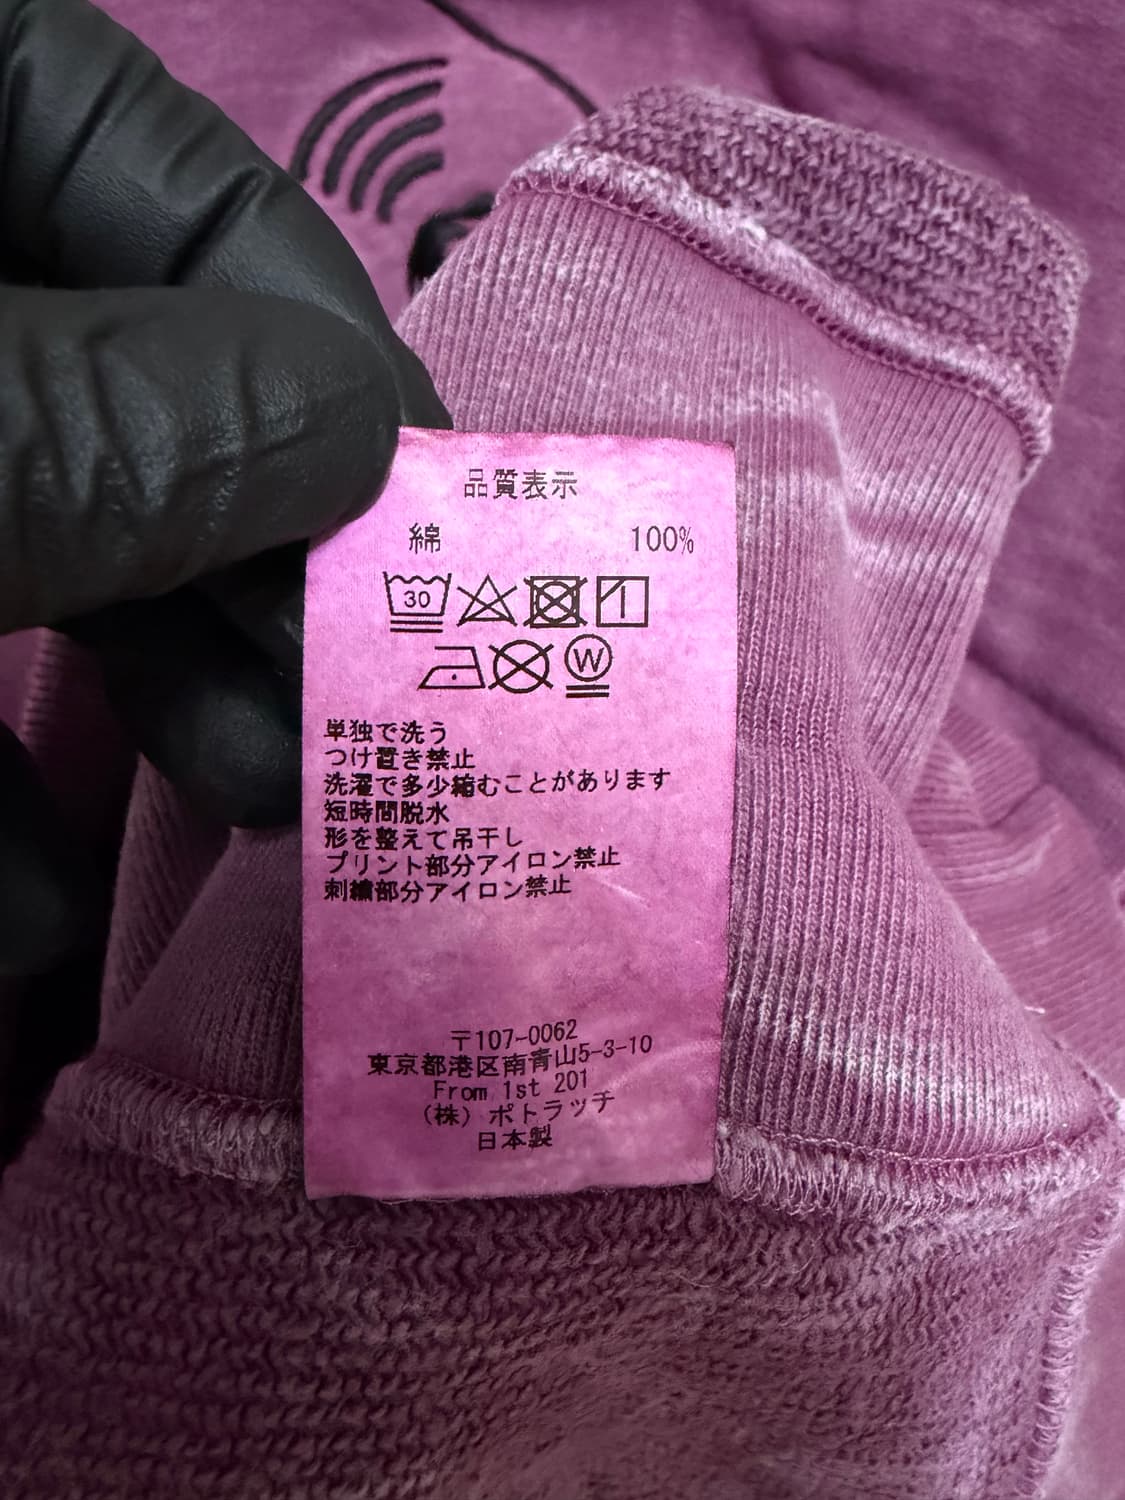 品質表示
綿 100%
30
W
単独で洗う
つけ置き禁止
洗濯で多少縮むことがあります
短時間脱水
形を整えて吊干し
プリント部分アイロン禁止
刺繍部分アイロン禁止
〒107-0062
東京都港区南青山5-3-10
From 1st 201
(株) ポトラッチ
日本製